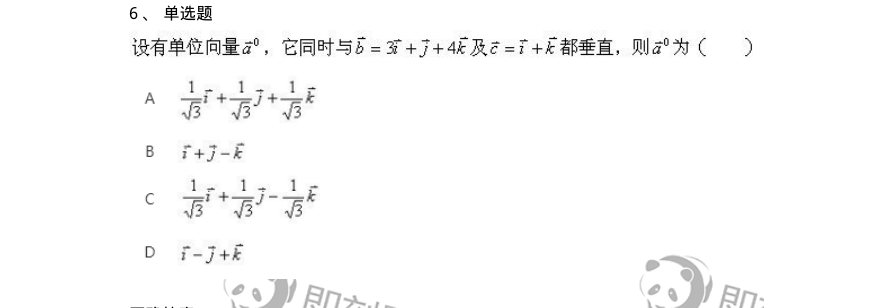 6、 单选题
设有单位向量a⃗⁰，它同时与b⃗ = 3i⃗ + j⃗ + 4k⃗ 及 c⃗ = i⃗ + k⃗ 都垂直，则a⃗⁰为（ ）
A 1/√3 i⃗ + 1/√3 j⃗ + 1/√3 k⃗
B i⃗ + j⃗ − k⃗
C 1/√3 i⃗ + 1/√3 j⃗ − 1/√3 k⃗
D i⃗ − j⃗ + k⃗